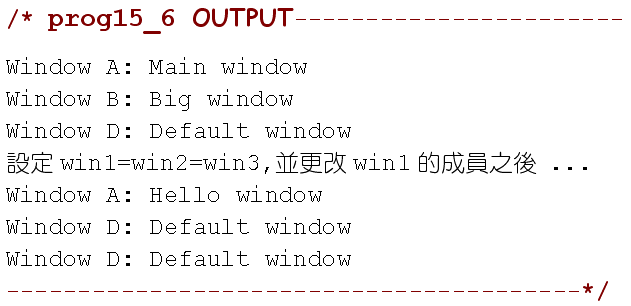 /* prog15_6 OUTPUT-----------------------
Window A: Main window
Window B: Big window
Window D: Default window
設定 win1=win2=win3,並更改 win1 的成員之後 ...
Window A: Hello window
Window D: Default window
Window D: Default window
----------------------------------------*/